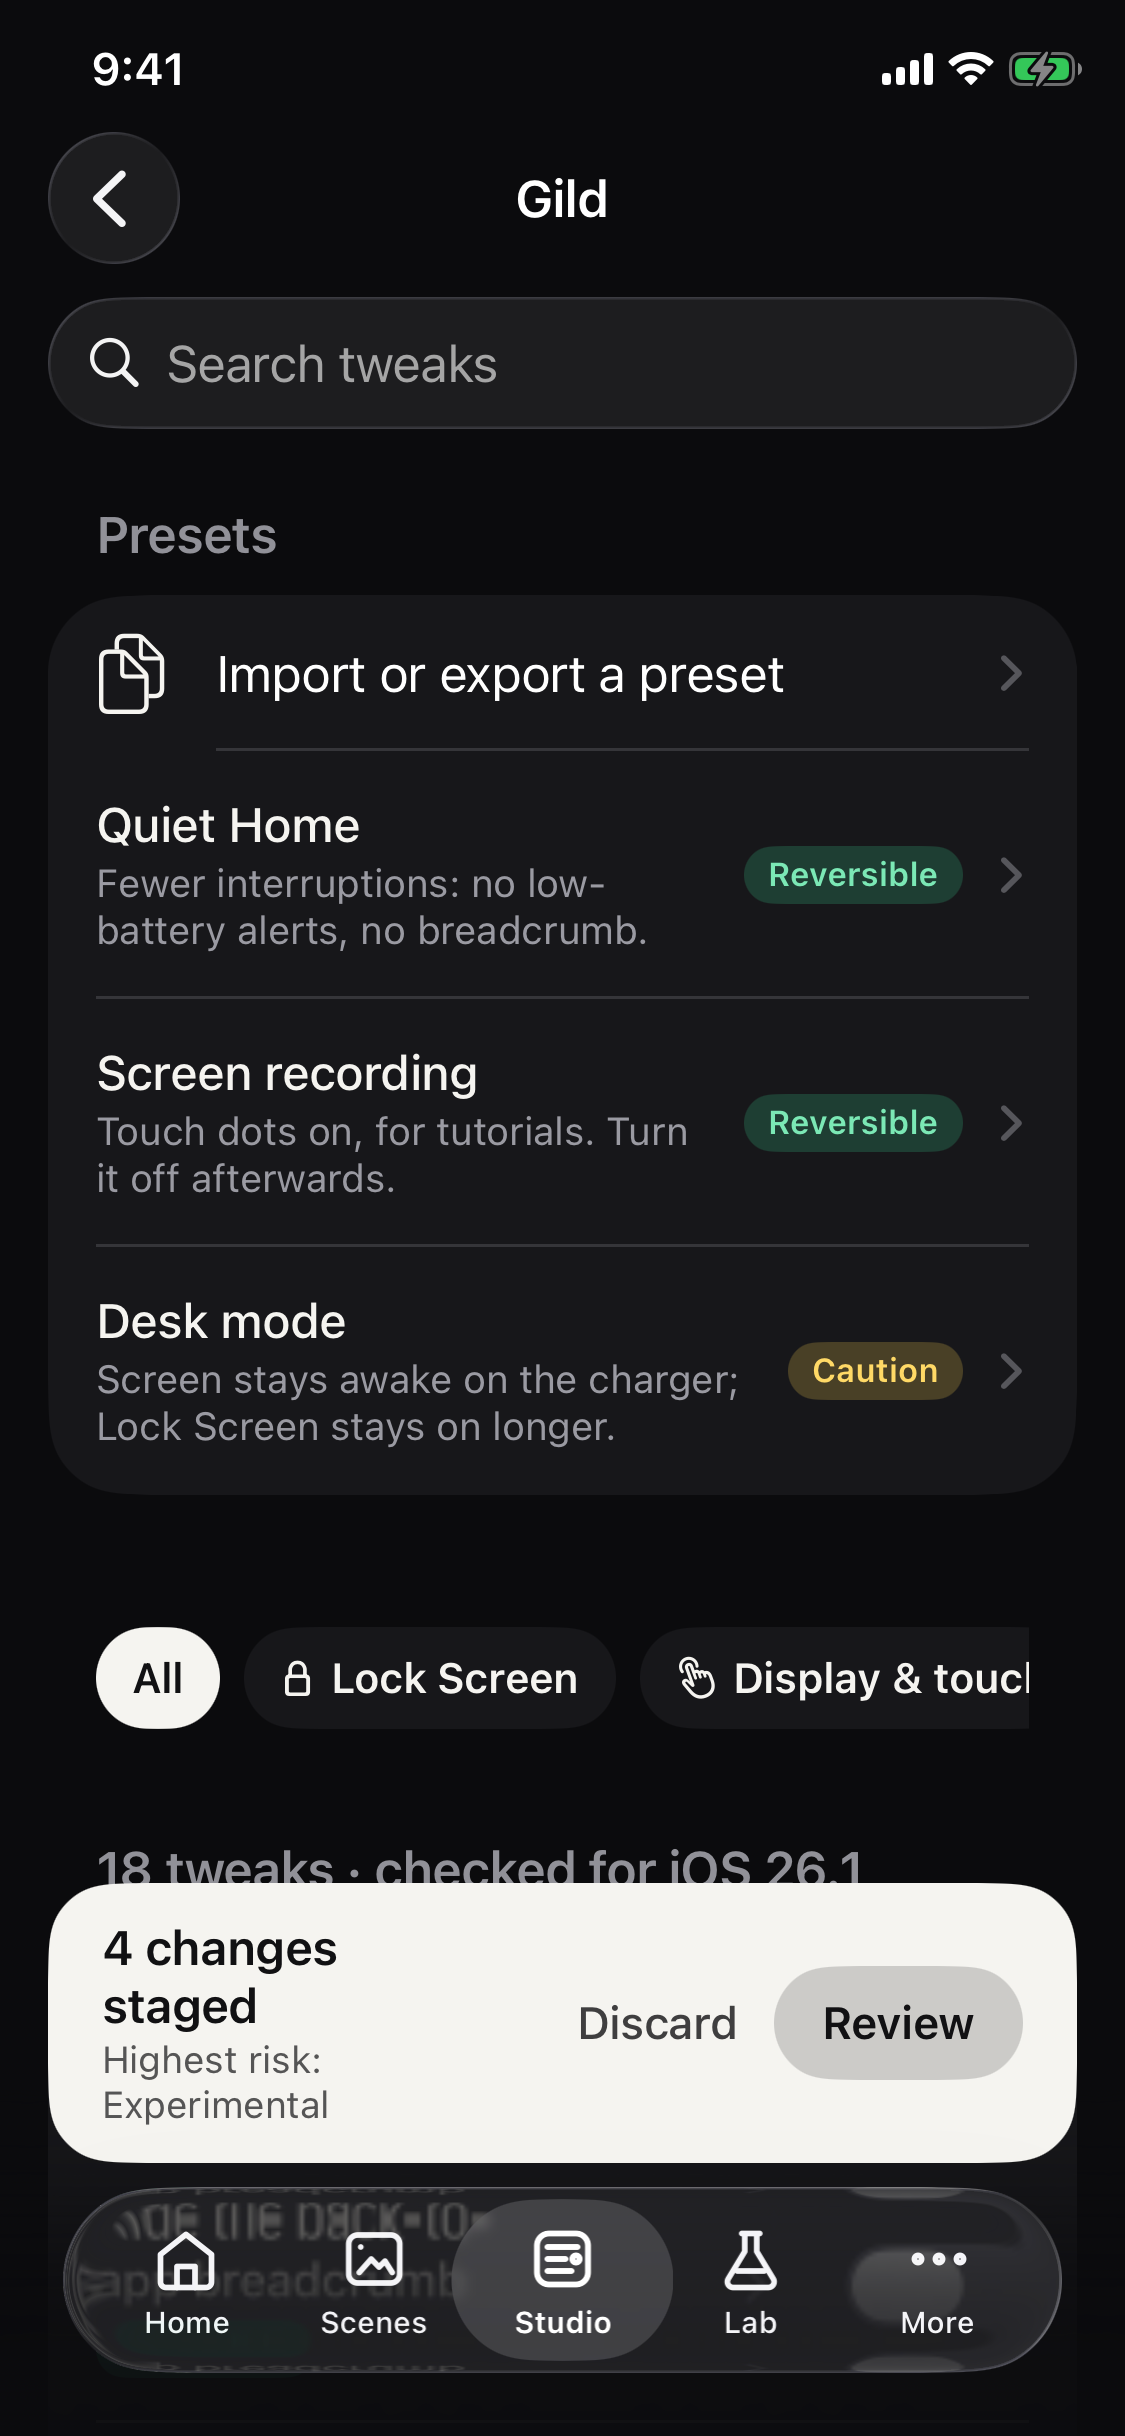 9:41
Gild
Search tweaks
Presets
Import or export a preset
Quiet Home
Fewer interruptions: no low-
battery alerts, no breadcrumb.
Reversible
Screen recording
Touch dots on, for tutorials. Turn
it off afterwards.
Reversible
Desk mode
Screen stays awake on the charger;
Lock Screen stays on longer.
Caution
All
Lock Screen
Display & touch
18 tweaks · checked for iOS 26.1
4 changes
staged
Highest risk:
Experimental
Discard
Review
app breadcrumb
Home
Scenes
Studio
Lab
More